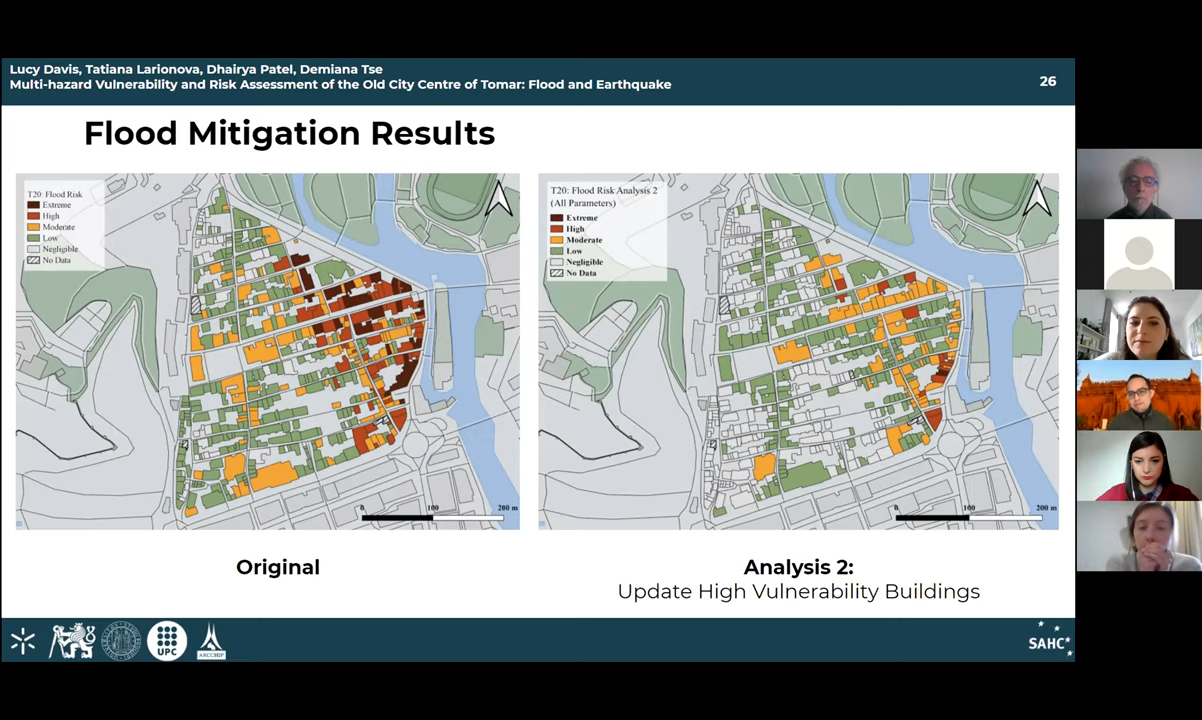 Lucy Davis, Tatiana Larionova, Dhairya Patel, Demiana Tse
Multi-hazard Vulnerability and Risk Assessment of the Old City Centre of Tomar: Flood and Earthquake
26
Flood Mitigation Results
T20: Flood Risk
Extreme
High
Moderate
Low
Negligible
No Data
0 100 200 m
T20: Flood Risk Analysis 2
(All Parameters)
Extreme
High
Moderate
Low
Negligible
No Data
0 100 200 m
Original
Analysis 2:
Update High Vulnerability Buildings
UPC
ARCCHIP
SAHC